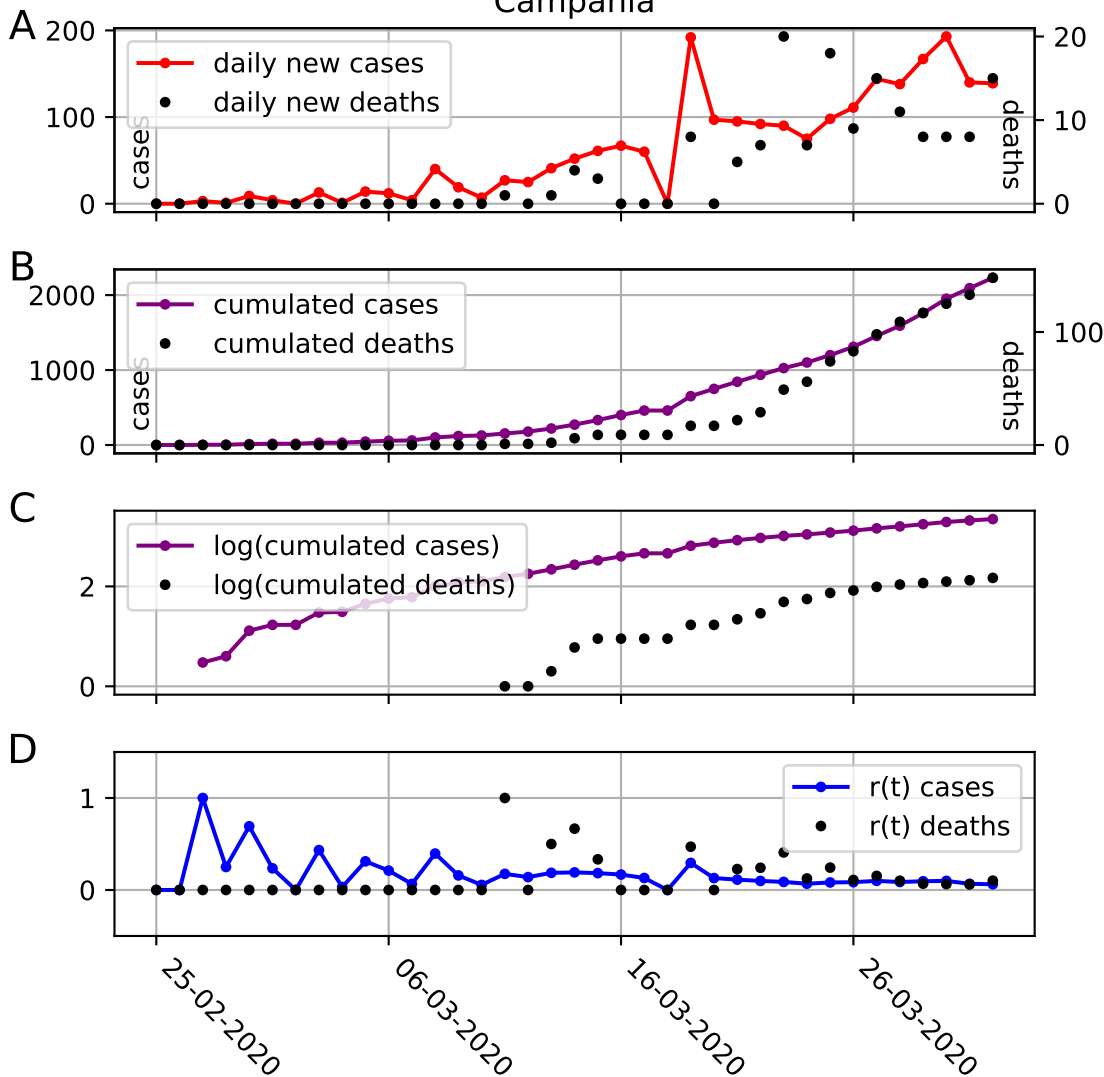 Campania
A
200
100
0
cases
daily new cases
daily new deaths
20
10
0
deaths
B
2000
1000
0
cases
cumulated cases
cumulated deaths
100
0
deaths
C
2
0
log(cumulated cases)
log(cumulated deaths)
D
1
0
r(t) cases
r(t) deaths
25-02-2020
06-03-2020
16-03-2020
26-03-2020